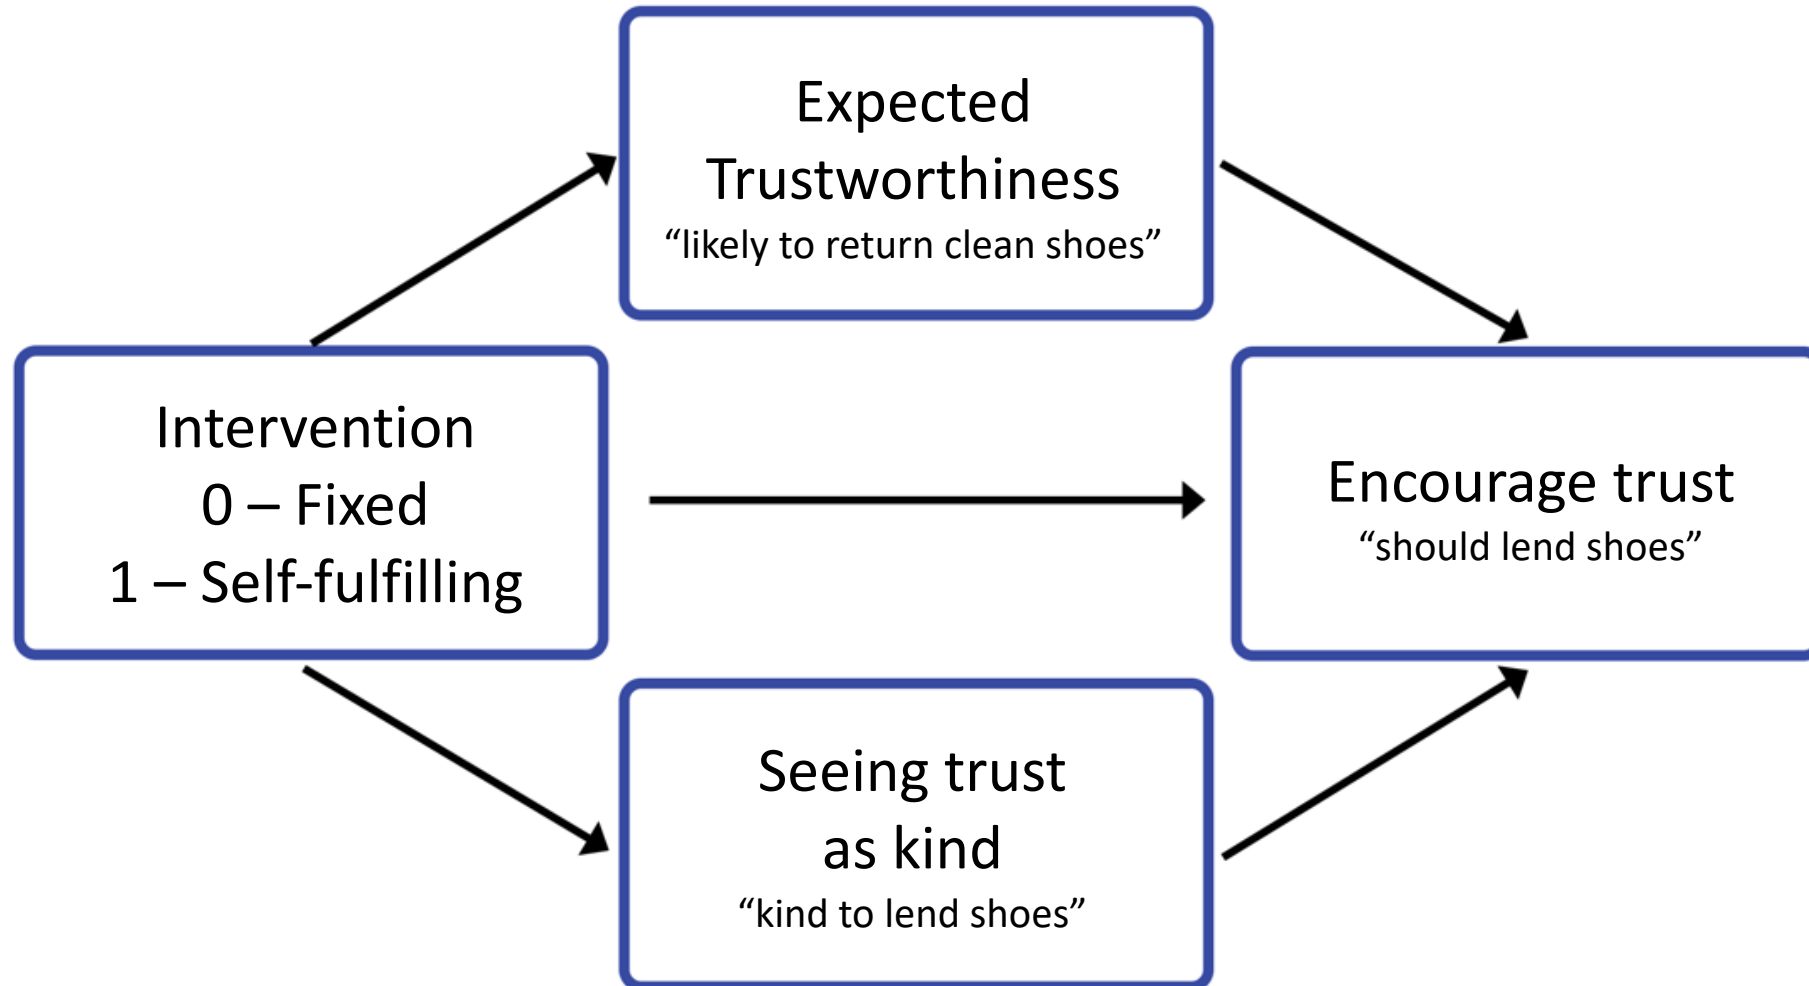 Expected
Trustworthiness
“likely to return clean shoes”
Intervention
0 – Fixed
1 – Self-fulfilling
Encourage trust
“should lend shoes”
Seeing trust
as kind
“kind to lend shoes”